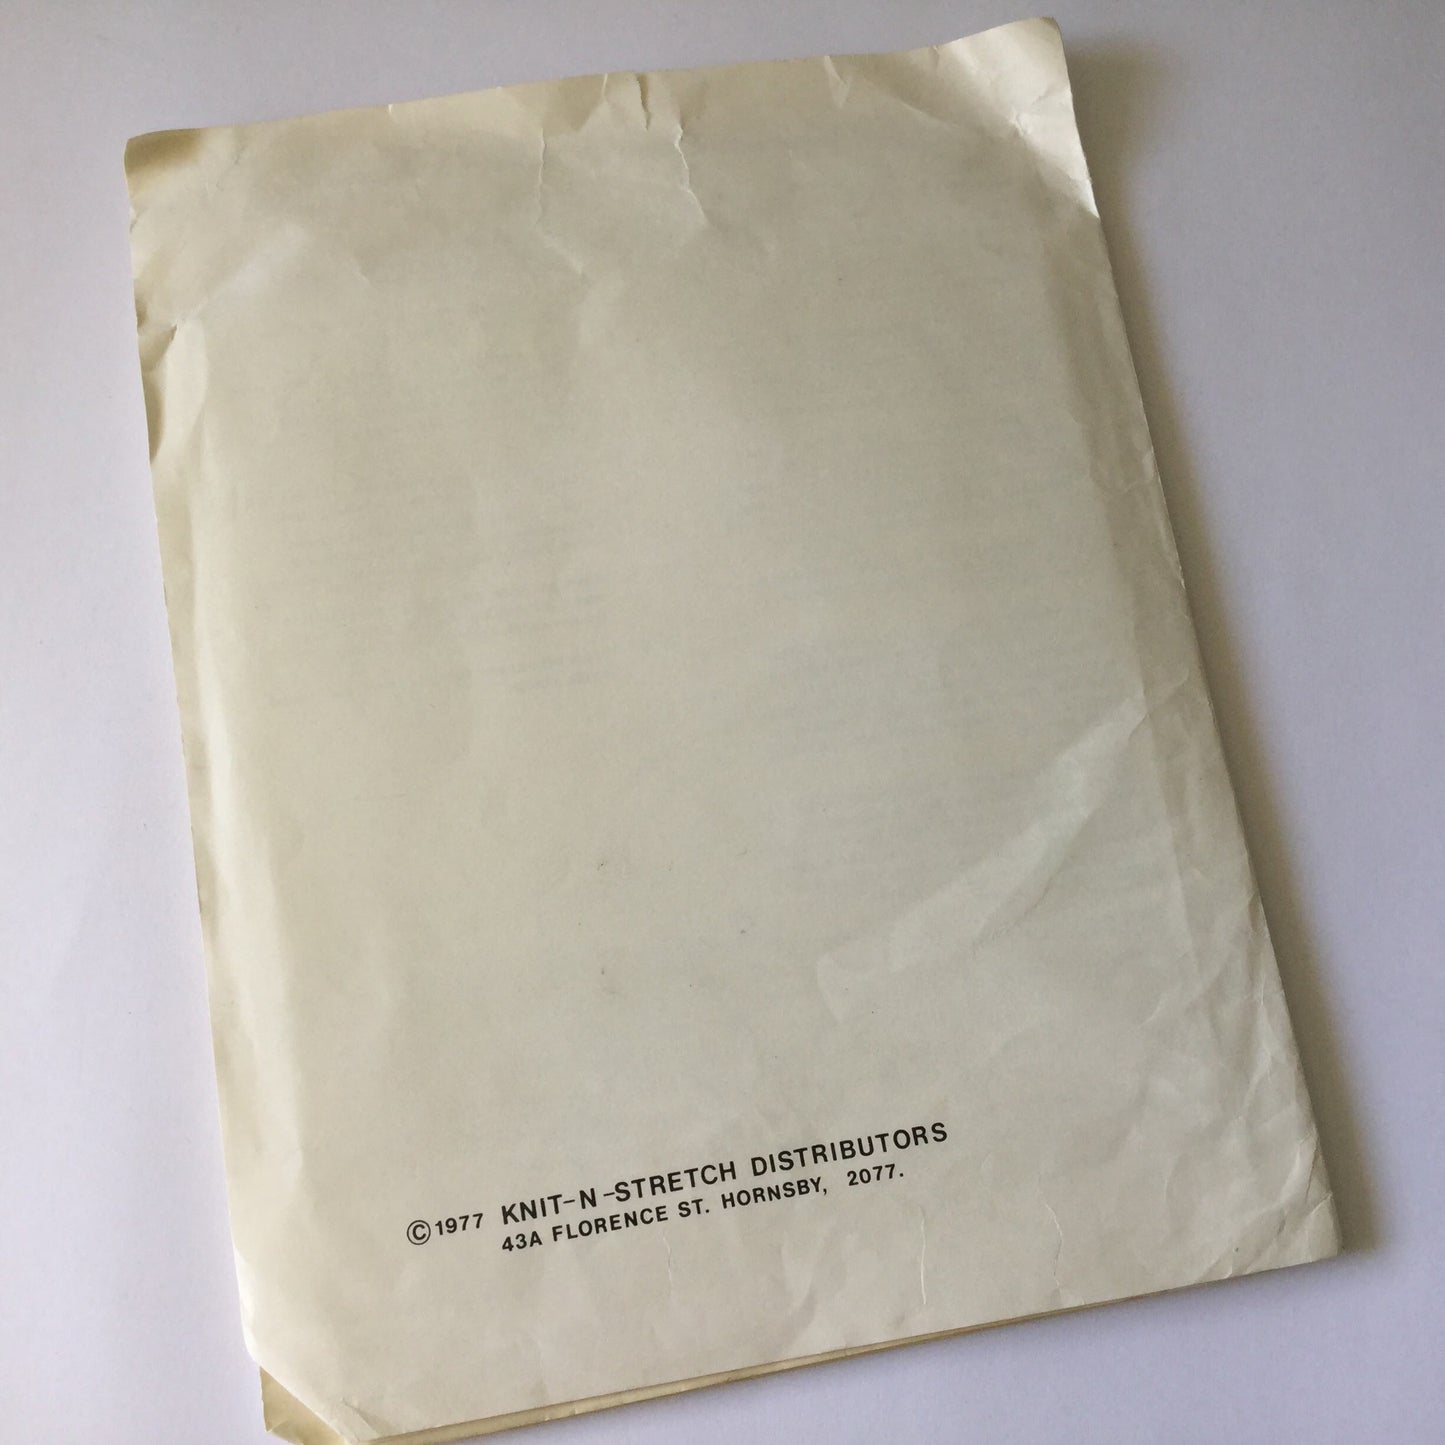 ©1977 KNIT-N-STRETCH DISTRIBUTORS
43A FLORENCE ST. HORNSBY, 2077.